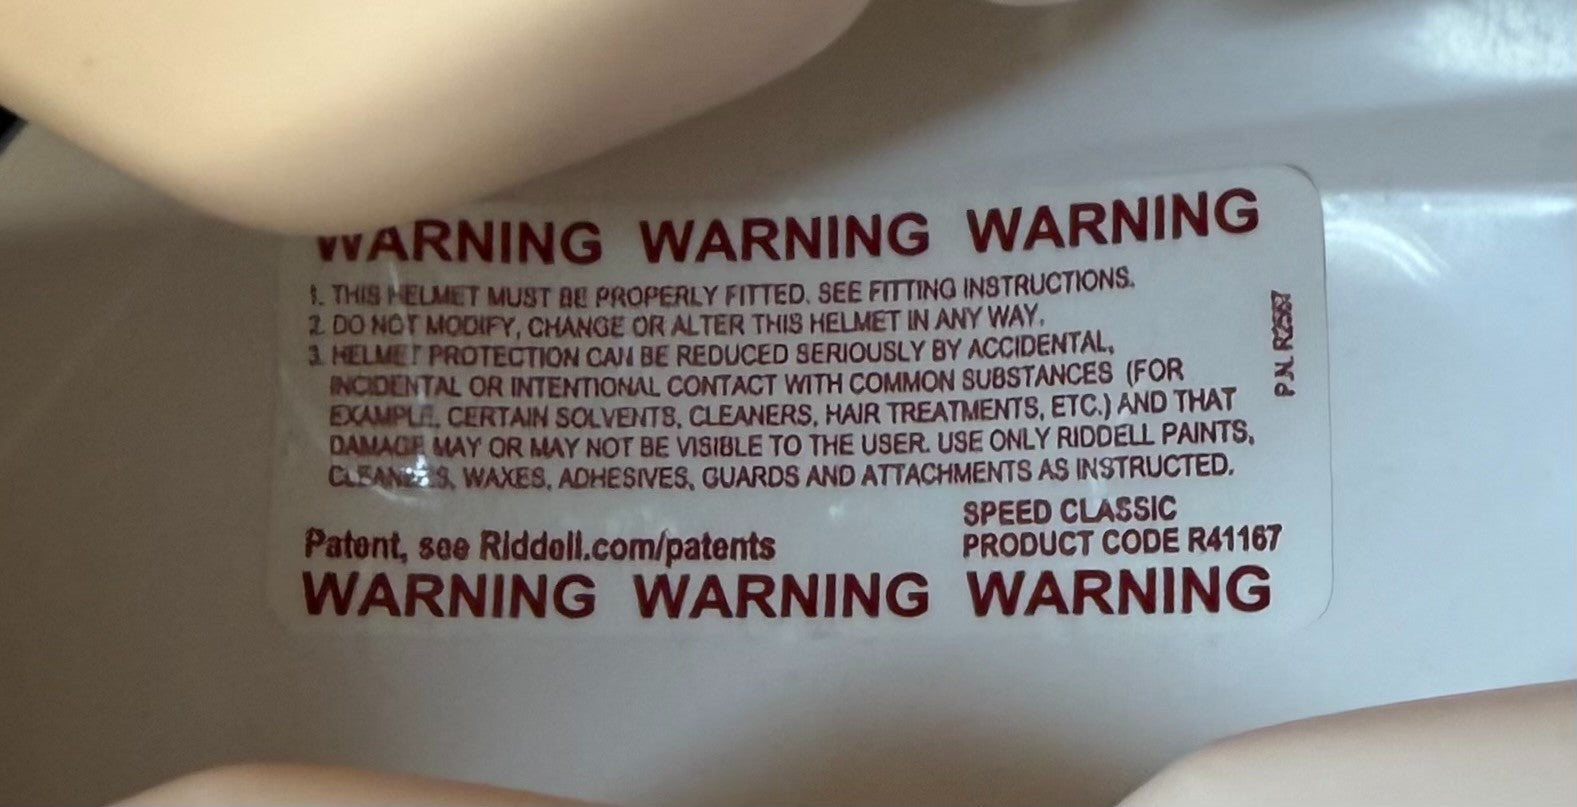 WARNING WARNING WARNING
1. THIS HELMET MUST BE PROPERLY FITTED. SEE FITTING INSTRUCTIONS.
2. DO NOT MODIFY, CHANGE OR ALTER THIS HELMET IN ANY WAY.
3. HELMET PROTECTION CAN BE REDUCED SERIOUSLY BY ACCIDENTAL,
INCIDENTAL OR INTENTIONAL CONTACT WITH COMMON SUBSTANCES (FOR
EXAMPLE, CERTAIN SOLVENTS, CLEANERS, HAIR TREATMENTS, ETC.) AND THAT
DAMAGE MAY OR MAY NOT BE VISIBLE TO THE USER. USE ONLY RIDDELL PAINTS,
CLEANERS, WAXES, ADHESIVES, GUARDS AND ATTACHMENTS AS INSTRUCTED.
SPEED CLASSIC
Patent, see Riddell.com/patents PRODUCT CODE R41167
WARNING WARNING WARNING
P.N.